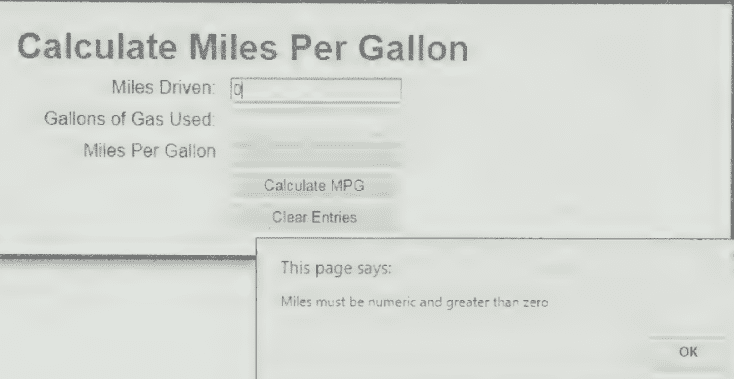 Calculate Miles Per Gallon
Miles Driven: 0
Gallons of Gas Used:
Miles Per Gallon
Calculate MPG
Clear Entries
This page says:
Miles must be numeric and greater than zero
OK